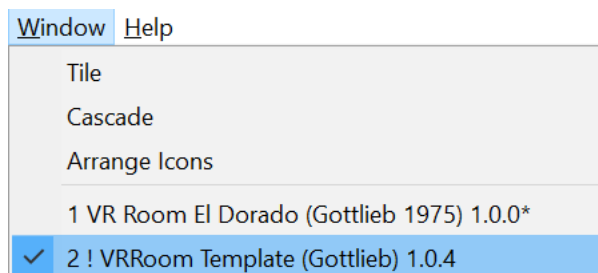 Window Help
Tile
Cascade
Arrange Icons
1 VR Room El Dorado (Gottlieb 1975) 1.0.0*
2 ! VRRoom Template (Gottlieb) 1.0.4